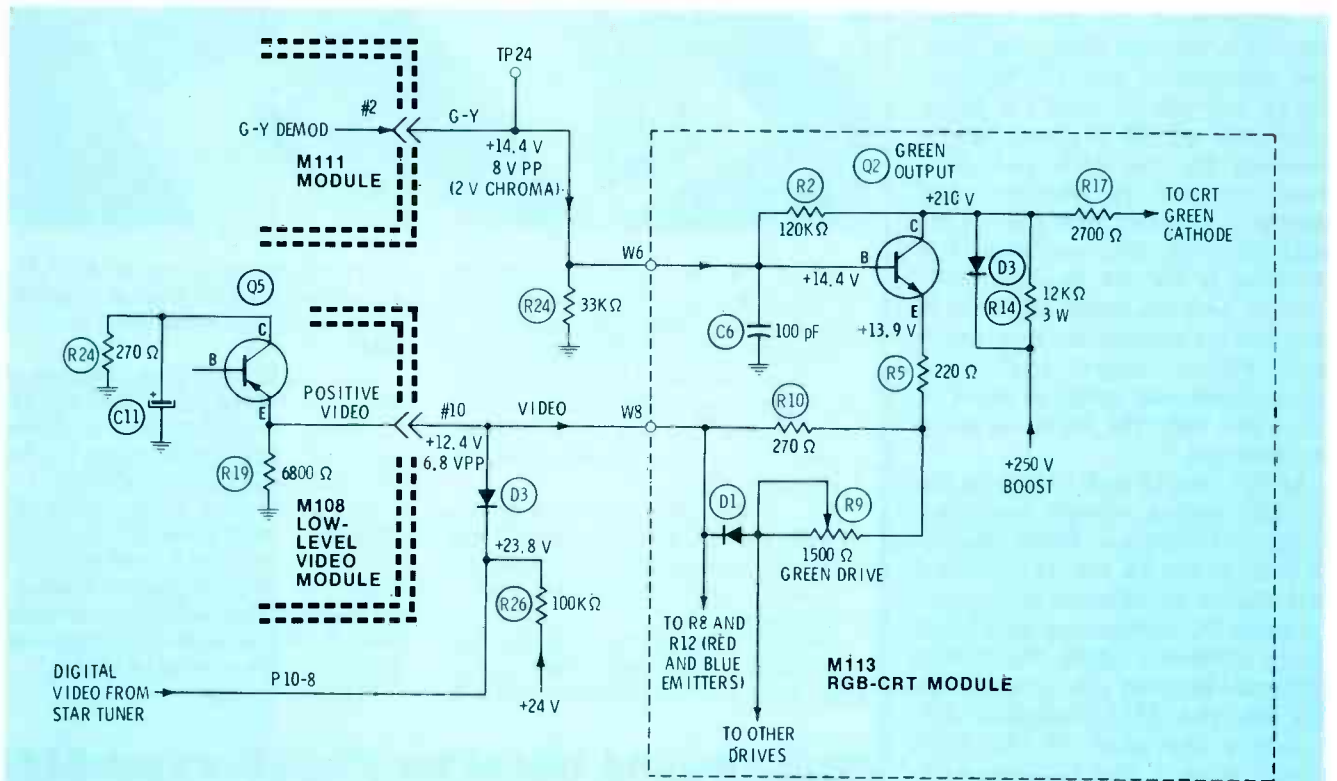 TP24
#2
G-Y
G-Y DEMOD
M111
MODULE
+14.4 V
8 V PP
(2 V CHROMA)
Q2
GREEN
OUTPUT
R2
120KΩ
+210 V
R17
2700 Ω
TO CRT
GREEN
CATHODE
C
B
E
+14.4 V
+13.9 V
D3
R14
12KΩ
3 W
W6
R24
33KΩ
C6
100 pF
R5
220 Ω
+250 V
BOOST
Q5
R24
270 Ω
C
B
E
C11
+
POSITIVE
VIDEO
#10
VIDEO
W8
+12.4 V
6.8 VPP
R10
270 Ω
R19
6800 Ω
M108
LOW-
LEVEL
VIDEO
MODULE
D3
+23.8 V
R26
100KΩ
+24 V
D1
R9
1500 Ω
GREEN DRIVE
TO R8 AND
R12 (RED
AND BLUE
EMITTERS)
M113
RGB-CRT MODULE
TO OTHER
DRIVES
DIGITAL
VIDEO FROM
STAR TUNER
P10-8